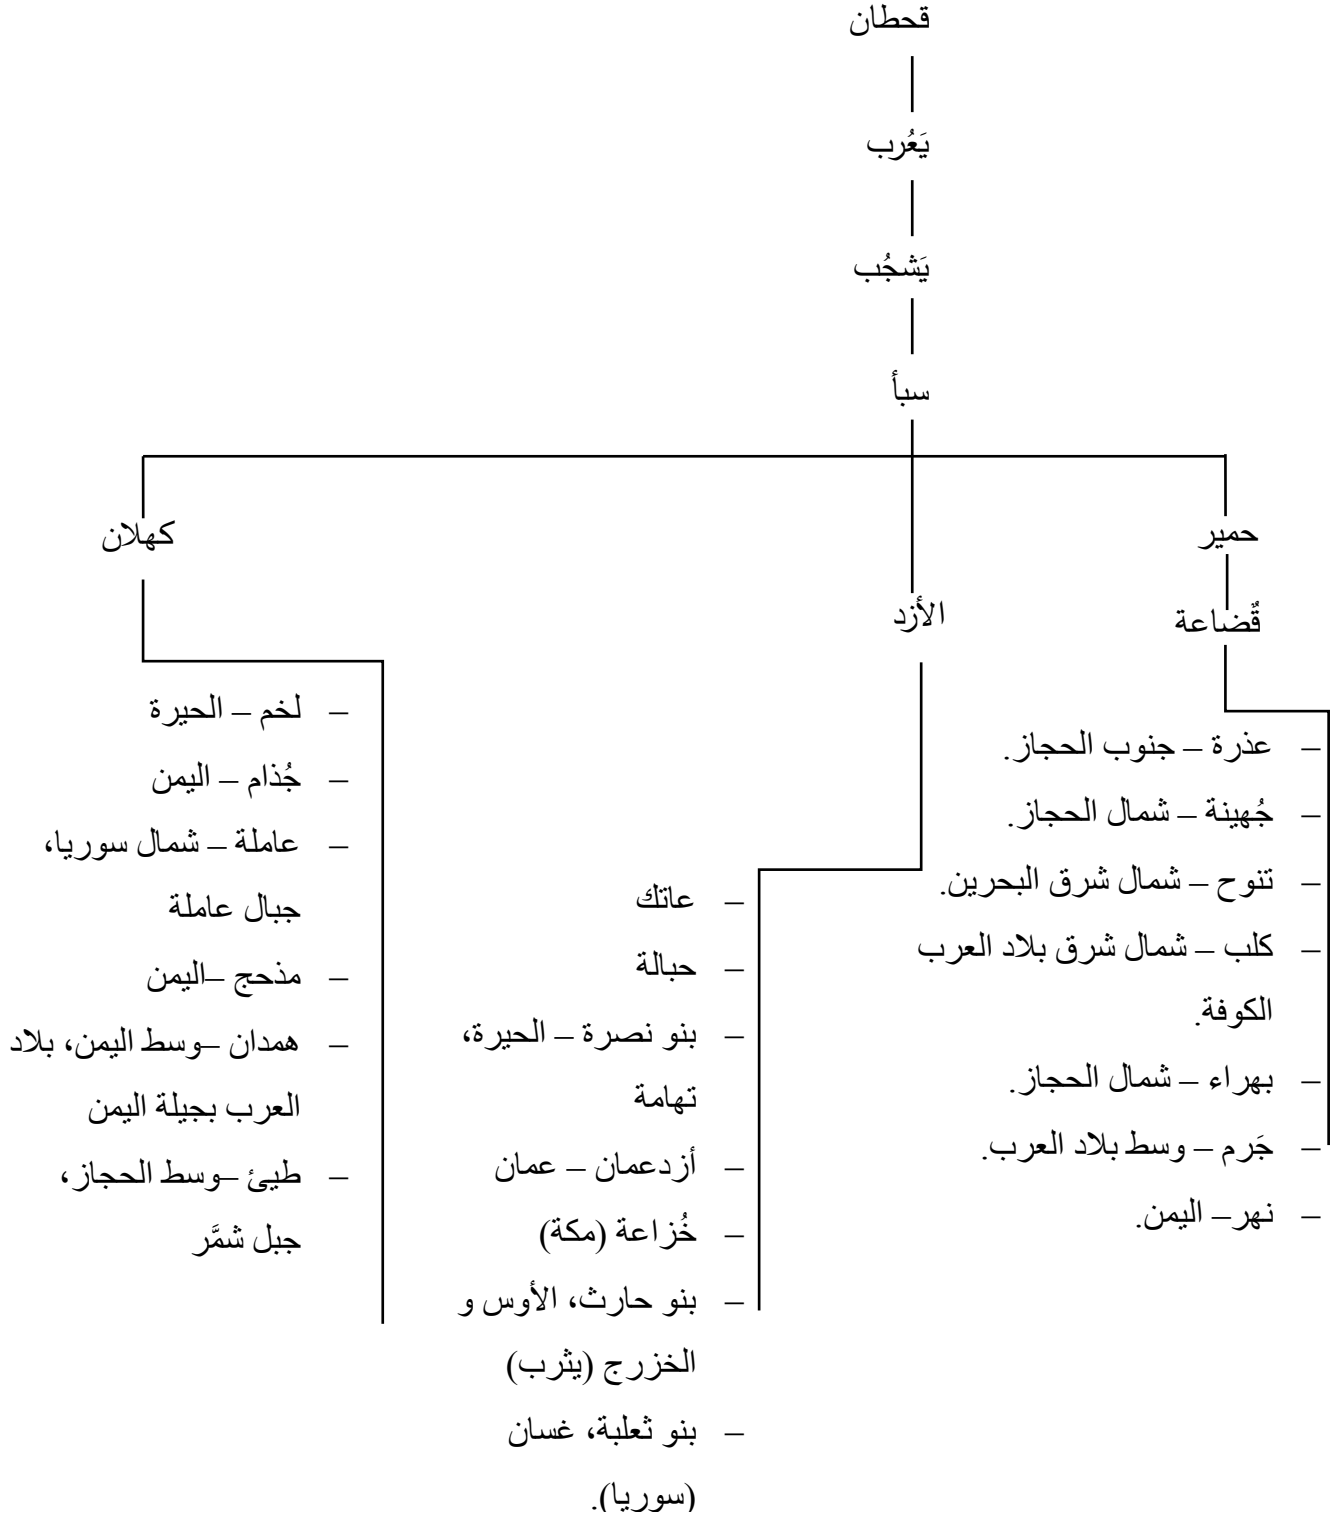 قحطان
يَعُرب
يَشجُب
سبأ
حمير
قٌضاعة
– عذرة – جنوب الحجاز.
– جُهينة – شمال الحجاز.
– تنوح – شمال شرق البحرين.
– كلب – شمال شرق بلاد العرب
الكوفة.
– بهراء – شمال الحجاز.
– جَرم – وسط بلاد العرب.
– نهر– اليمن.
الأزد
– عاتك
– حبالة
– بنو نصرة – الحيرة،
تهامة
– أزدعمان – عمان
– خُزاعة (مكة)
– بنو حارث، الأوس و
الخزرج (يثرب)
– بنو ثعلبة، غسان
(سوريا).
كهلان
– لخم – الحيرة
– جُذام – اليمن
– عاملة – شمال سوريا،
جبال عاملة
– مذحج –اليمن
– همدان –وسط اليمن، بلاد
العرب بجيلة اليمن
– طيئ –وسط الحجاز،
جبل شمَّر